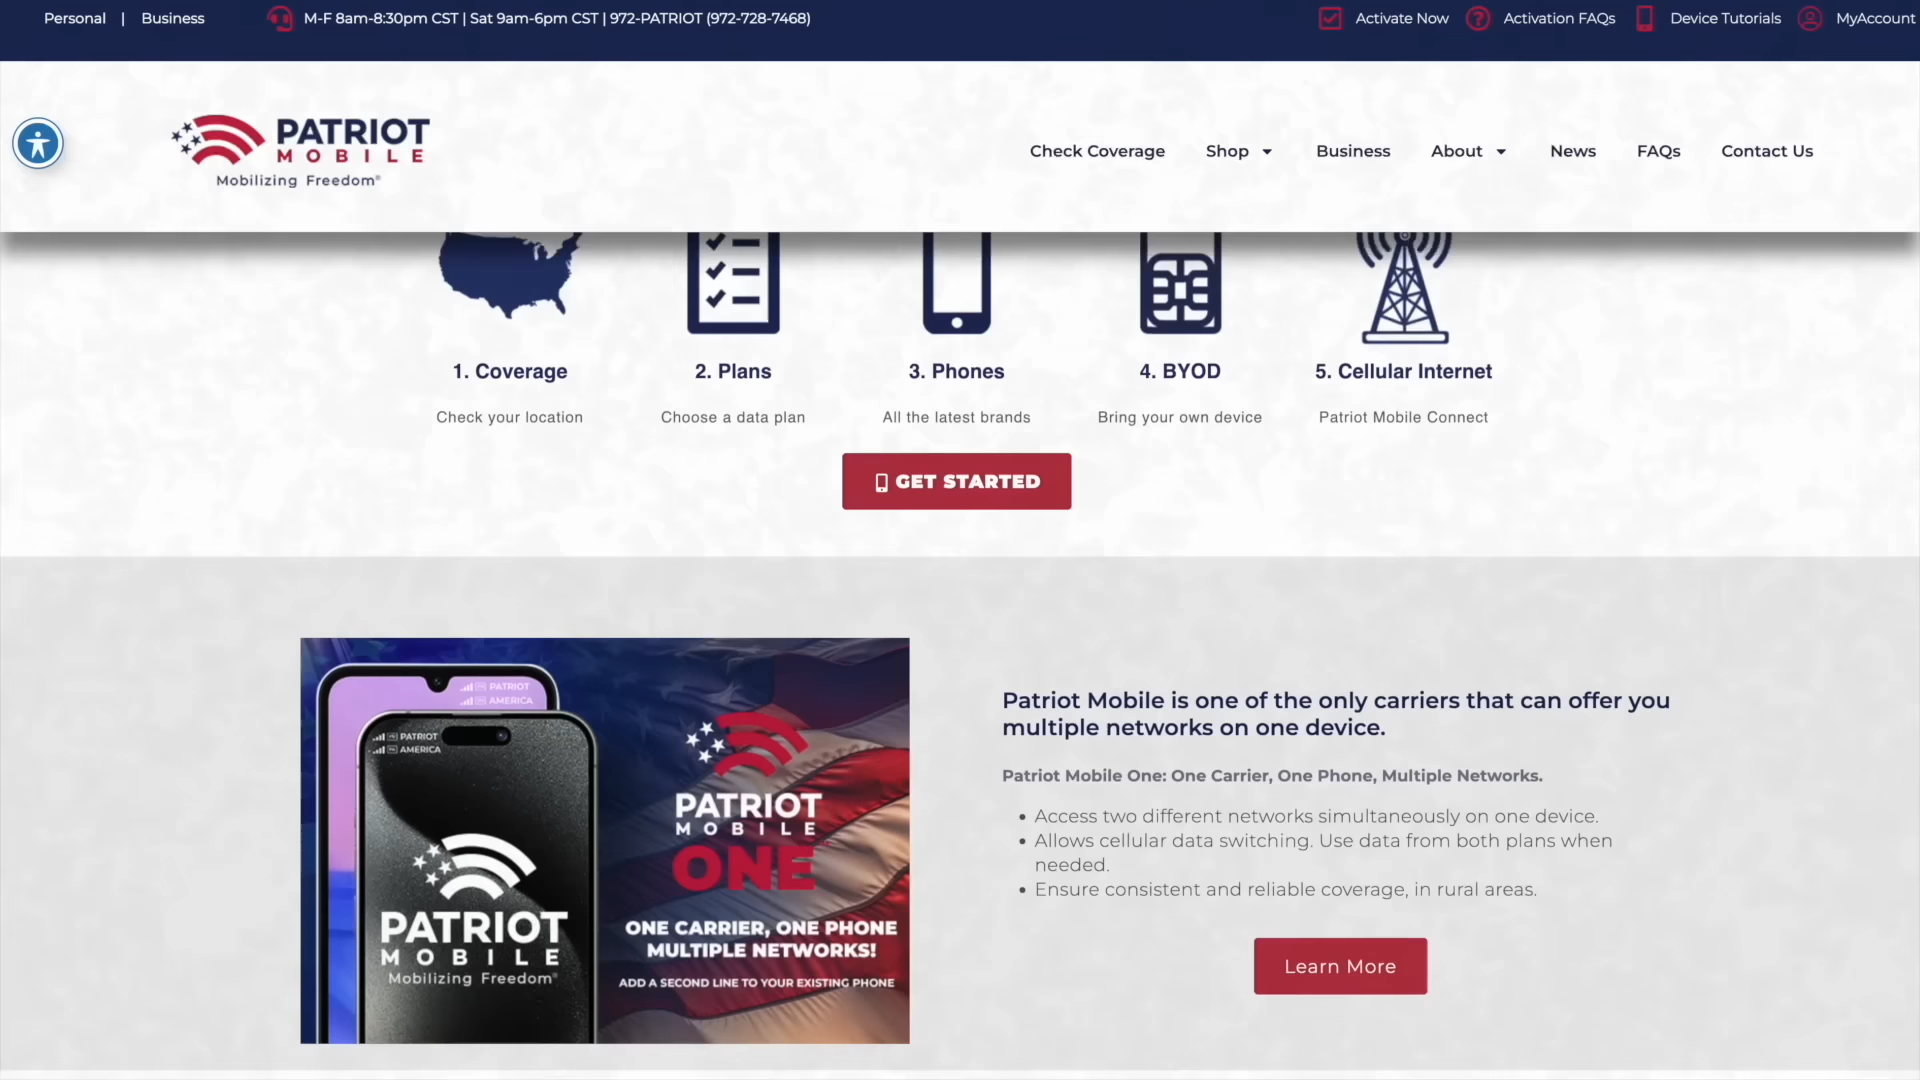 Personal | Business M-F 8am-8:30pm CST | Sat 9am-6pm CST | 972-PATRIOT (972-728-7468) Activate Now Activation FAQs Device Tutorials MyAccount
PATRIOT
MOBILE
Mobilizing Freedom®
Check Coverage Shop Business About News FAQs Contact Us
1. Coverage 2. Plans 3. Phones 4. BYOD 5. Cellular Internet
Check your location Choose a data plan All the latest brands Bring your own device Patriot Mobile Connect
GET STARTED
PATRIOT
AMERICA
PATRIOT
AMERICA
PATRIOT
MOBILE
Mobilizing Freedom®
PATRIOT
MOBILE
ONE
ONE CARRIER, ONE PHONE
MULTIPLE NETWORKS!
ADD A SECOND LINE TO YOUR EXISTING PHONE
Patriot Mobile is one of the only carriers that can offer you
multiple networks on one device.
Patriot Mobile One: One Carrier, One Phone, Multiple Networks.
• Access two different networks simultaneously on one device.
• Allows cellular data switching. Use data from both plans when
needed.
• Ensure consistent and reliable coverage, in rural areas.
Learn More